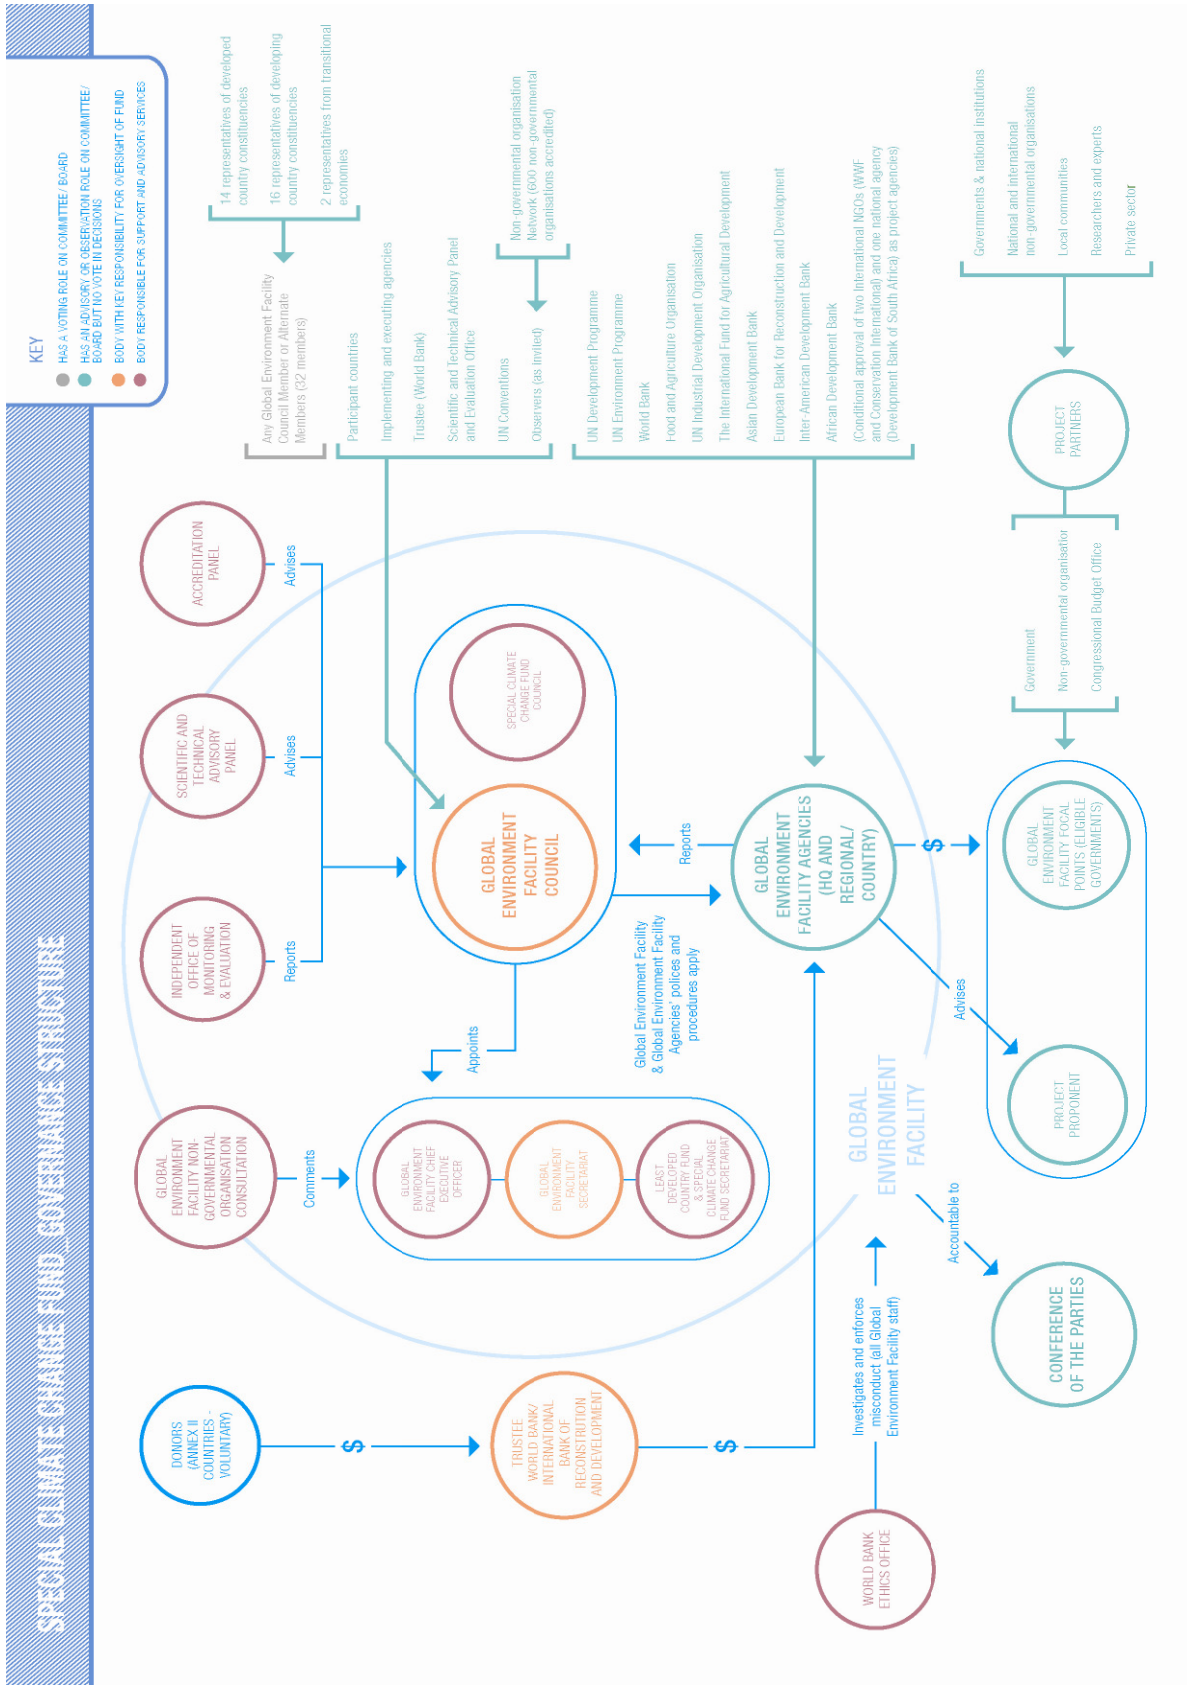 SPECIAL CLIMATE CHANGE FUND GOVERNANCE STRUCTURE
KEY
HAS A VOTING ROLE ON COMMITTEE/ BOARD
HAS AN ADVISORY OR OBSERVATION ROLE ON COMMITTEE/
BOARD BUT NO VOTE IN DECISIONS
BODY WITH KEY RESPONSIBILITY FOR OVERSIGHT OF FUND
BODY RESPONSIBLE FOR SUPPORT AND ADVISORY SERVICES
DONORS
(ANNEX II
COUNTRIES -
VOLUNTARY)
$
TRUSTEE
WORLD BANK/
INTERNATIONAL
BANK OF
RECONSTRUTION
AND DEVELOPMENT
$
GLOBAL
ENVIRONMENT
FACILITY NON-
GOVERNMENTAL
ORGANISATION
CONSULTATION
Comments
INDEPENDENT
OFFICE OF
MONITORING
& EVALUATION
Reports
SCIENTIFIC AND
TECHNICAL
ADVISORY
PANEL
Advises
ACCREDITATION
PANEL
Advises
14 representatives of developed
country constituencies
16 representatives of developing
country constituencies
2 representatives from transitional
economies
Any Global Environment Facility
Council Member or Alternate
Members (32 members)
Participant countries
Implementing and executing agencies
Trustee (World Bank)
Scientific and Technical Advisory Panel
and Evaluation Office
UN Conventions
Observers (as invited)
Non-governmental organisation
Network (600 non-governmental
organisations accredited)
GLOBAL
ENVIRONMENT
FACILITY CHIEF
EXECUTIVE
OFFICER
GLOBAL
ENVIRONMENT
FACILITY
SECRETARIAT
LEAST
DEVELOPED
COUNTRY FUND
& SPECIAL
CLIMATE CHANGE
FUND SECRETARIAT
Appoints
GLOBAL
ENVIRONMENT
FACILITY
COUNCIL
SPECIAL CLIMATE
CHANGE FUND
COUNCIL
Global Environment Facility
& Global Environment Facility
Agencies' polices and
procedures apply
Reports
UN Development Programme
UN Environment Programme
World Bank
Food and Agriculture Organisation
UN Industrial Development Organisation
The International Fund for Agricultural Development
Asian Development Bank
European Bank for Reconstruction and Development
Inter-American Development Bank
African Development Bank
(Conditional approval of two International NGOs (WWF
and Conservation International) and one national agency
(Development Bank of South Africa) as project agencies)
GLOBAL
ENVIRONMENT
FACILITY AGENCIES
(HQ AND
REGIONAL/
COUNTRY)
$
Advises
GLOBAL
ENVIRONMENT
FACILITY
WORLD BANK
ETHICS OFFICE
Investigates and enforces
misconduct (all Global
Environment Facility staff)
Accountable to
CONFERENCE
OF THE PARTIES
PROJECT
PROPONENT
GLOBAL
ENVIRONMENT
FACILITY FOCAL
POINTS (ELIGIBLE
GOVERNMENTS)
Government
Non-governmental organisation
Congressional Budget Office
PROJECT
PARTNERS
Governments & national institutions
National and international
non-governmental organisations
Local communities
Researchers and experts
Private sector